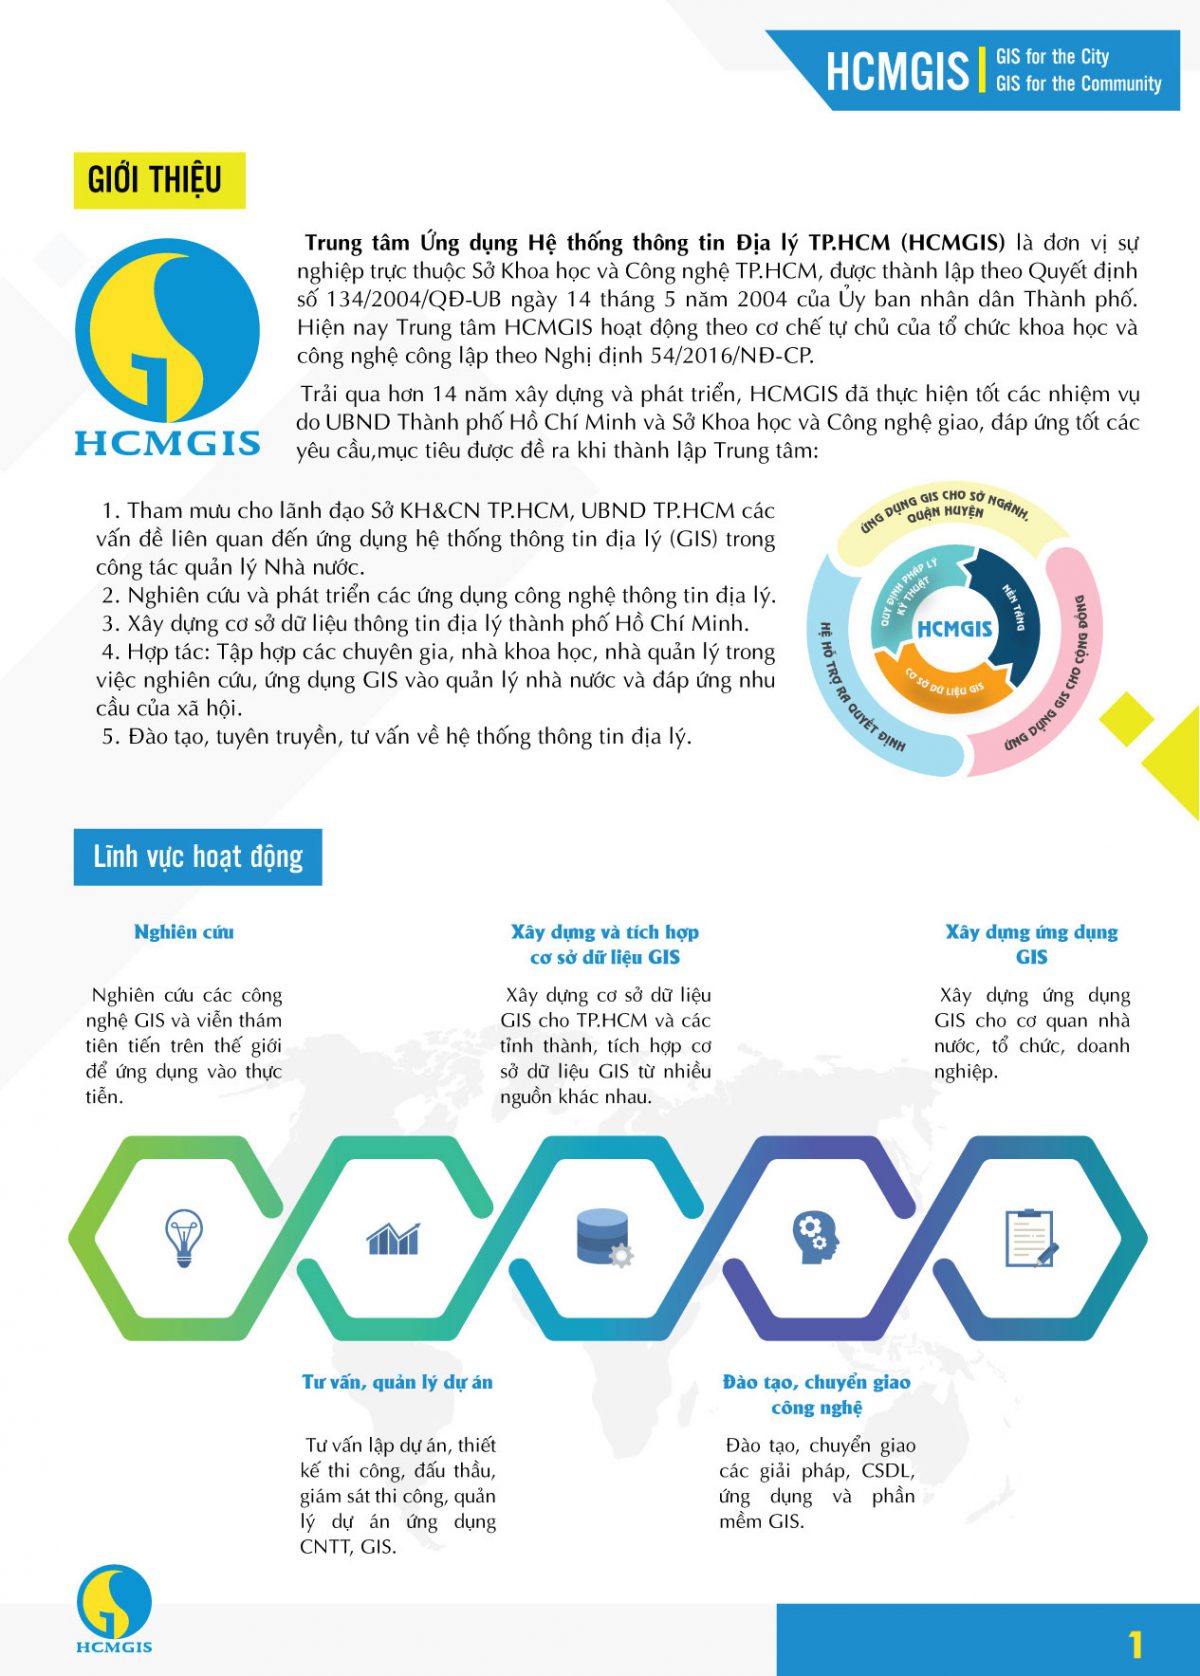 HCMGIS
GIS for the City
GIS for the Community
GIỚI THIỆU
HCMGIS
Trung tâm Ứng dụng Hệ thống thông tin Địa lý TP.HCM (HCMGIS) là đơn vị sự
nghiệp trực thuộc Sở Khoa học và Công nghệ TP.HCM, được thành lập theo Quyết định
số 134/2004/QĐ-UB ngày 14 tháng 5 năm 2004 của Ủy ban nhân dân Thành phố.
Hiện nay Trung tâm HCMGIS hoạt động theo cơ chế tự chủ của tổ chức khoa học và
công nghệ công lập theo Nghị định 54/2016/NĐ-CP.
Trải qua hơn 14 năm xây dựng và phát triển, HCMGIS đã thực hiện tốt các nhiệm vụ
do UBND Thành phố Hồ Chí Minh và Sở Khoa học và Công nghệ giao, đáp ứng tốt các
yêu cầu,mục tiêu được đề ra khi thành lập Trung tâm:
1. Tham mưu cho lãnh đạo Sở KH&CN TP.HCM, UBND TP.HCM các
vấn đề liên quan đến ứng dụng hệ thống thông tin địa lý (GIS) trong
công tác quản lý Nhà nước.
2. Nghiên cứu và phát triển các ứng dụng công nghệ thông tin địa lý.
3. Xây dựng cơ sở dữ liệu thông tin địa lý thành phố Hồ Chí Minh.
4. Hợp tác: Tập hợp các chuyên gia, nhà khoa học, nhà quản lý trong
việc nghiên cứu, ứng dụng GIS vào quản lý nhà nước và đáp ứng nhu
cầu của xã hội.
5. Đào tạo, tuyên truyền, tư vấn về hệ thống thông tin địa lý.
ỨNG DỤNG GIS CHO SỞ NGÀNH,
QUẬN HUYỆN
QUY ĐỊNH PHÁP LÝ
KỸ THUẬT
NỀN TẢNG
HCMGIS
CƠ SỞ DỮ LIỆU GIS
HỆ HỖ TRỢ RA QUYẾT ĐỊNH
ỨNG DỤNG GIS CHO CỘNG ĐỒNG
Lĩnh vực hoạt động
Nghiên cứu
Nghiên cứu các công
nghệ GIS và viễn thám
tiên tiến trên thế giới
để ứng dụng vào thực
tiễn.
Xây dựng và tích hợp
cơ sở dữ liệu GIS
Xây dựng cơ sở dữ liệu
GIS cho TP.HCM và các
tỉnh thành, tích hợp cơ
sở dữ liệu GIS từ nhiều
nguồn khác nhau.
Xây dựng ứng dụng
GIS
Xây dựng ứng dụng
GIS cho cơ quan nhà
nước, tổ chức, doanh
nghiệp.
Tư vấn, quản lý dự án
Tư vấn lập dự án, thiết
kế thi công, đấu thầu,
giám sát thi công, quản
lý dự án ứng dụng
CNTT, GIS.
Đào tạo, chuyển giao
công nghệ
Đào tạo, chuyển giao
các giải pháp, CSDL,
ứng dụng và phần
mềm GIS.
HCMGIS
1